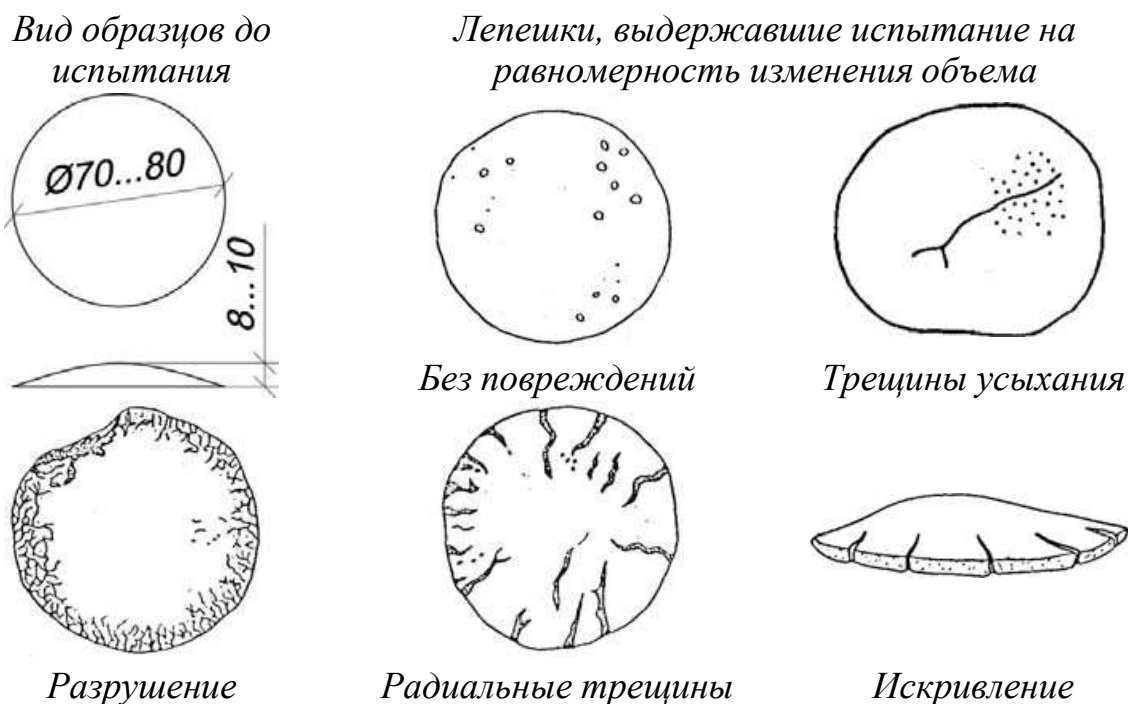 Вид образцов до
испытания
Лепешки, выдержавшие испытание на
равномерность изменения объема
Ø70...80
8...10
Без повреждений
Трещины усыхания
Разрушение
Радиальные трещины
Искривление